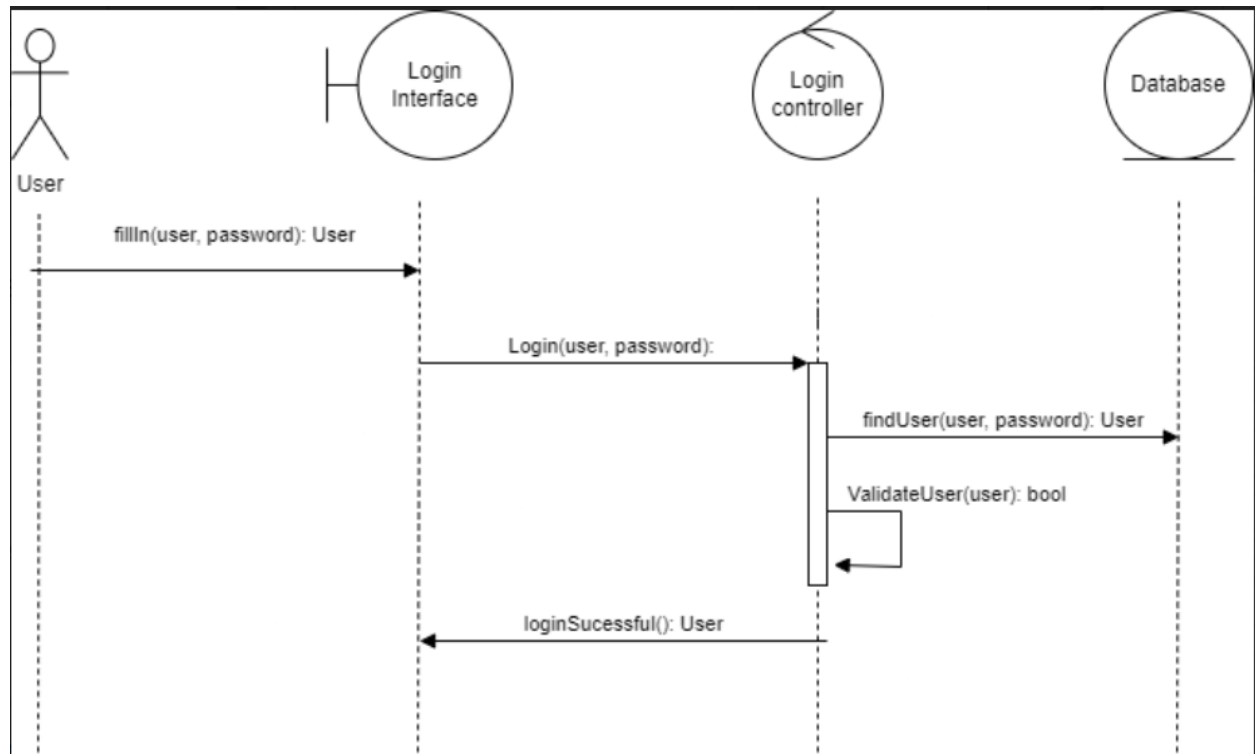 Login
Interface
Login
controller
Database
User
fillIn(user, password): User
Login(user, password):
findUser(user, password): User
ValidateUser(user): bool
loginSucessful(): User